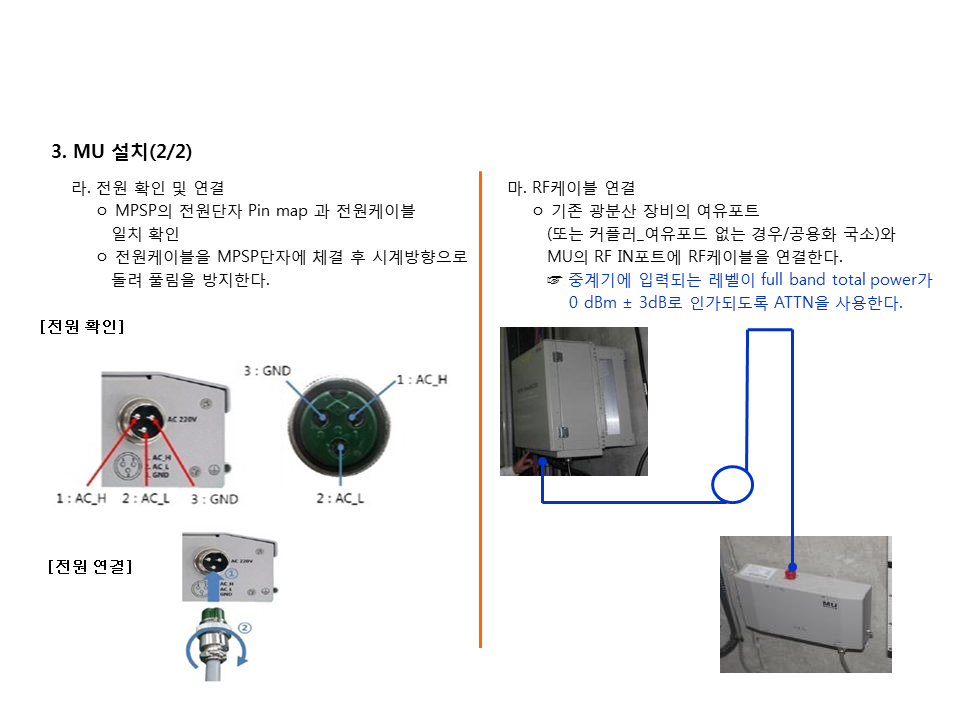 3. MU 설치(2/2)
라. 전원 확인 및 연결
ㅇ MPSP의 전원단자 Pin map 과 전원케이블
일치 확인
ㅇ 전원케이블을 MPSP단자에 체결 후 시계방향으로
돌려 풀림을 방지한다.
[전원 확인]
3 : GND
1 : AC_H
AC 220V
1. AC_H
2. AC_L
3. GND
1 : AC_H
2 : AC_L
3 : GND
2 : AC_L
[전원 연결]
AC 220V
①
AC_H
AC_L
GND
②
마. RF케이블 연결
ㅇ 기존 광분산 장비의 여유포트
(또는 커플러_여유포드 없는 경우/공용화 국소)와
MU의 RF IN포트에 RF케이블을 연결한다.
☞ 중계기에 입력되는 레벨이 full band total power가
0 dBm ± 3dB로 인가되도록 ATTN을 사용한다.
MU